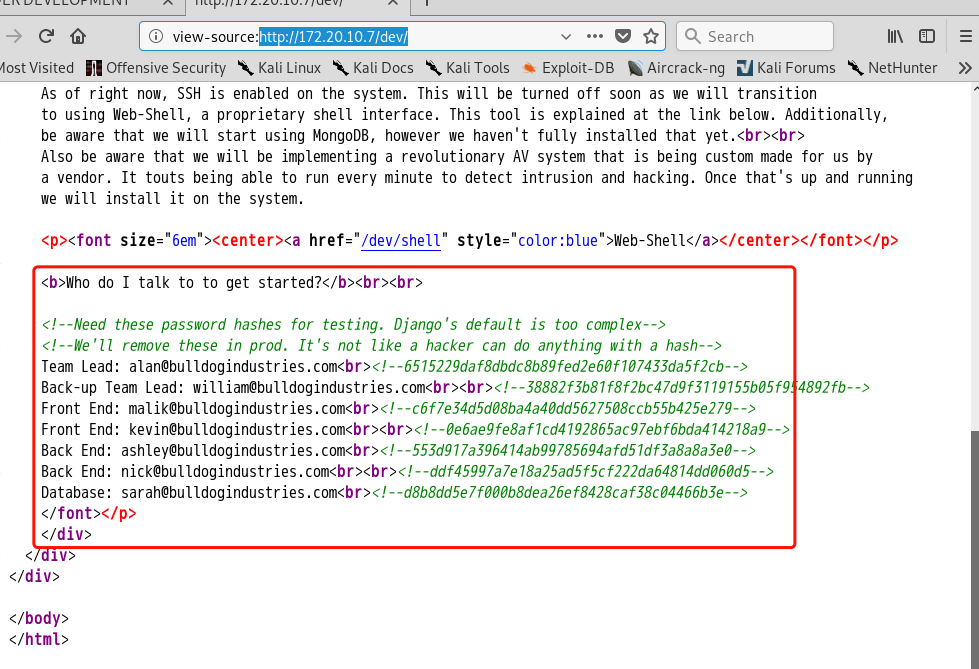 DER DEVELOPMENT × http://172.20.10.7/dev/ × +
view-source:http://172.20.10.7/dev/ Search
Most Visited Offensive Security Kali Linux Kali Docs Kali Tools Exploit-DB Aircrack-ng Kali Forums NetHunter
As of right now, SSH is enabled on the system. This will be turned off soon as we will transition
to using Web-Shell, a proprietary shell interface. This tool is explained at the link below. Additionally,
be aware that we will start using MongoDB, however we haven't fully installed that yet.<br><br>
Also be aware that we will be implementing a revolutionary AV system that is being custom made for us by
a vendor. It touts being able to run every minute to detect intrusion and hacking. Once that's up and running
we will install it on the system.
<p><font size="6em"><center><a href="/dev/shell" style="color:blue">Web-Shell</a></center></font></p>
<b>Who do I talk to to get started?</b><br><br>
<!--Need these password hashes for testing. Django's default is too complex-->
<!--We'll remove these in prod. It's not like a hacker can do anything with a hash-->
Team Lead: alan@bulldogindustries.com<br><!--6515229daf8dbdc8b89fed2e60f107433da5f2cb-->
Back-up Team Lead: william@bulldogindustries.com<br><br><!--38882f3b81f8f2bc47d9f3119155b05f954892fb-->
Front End: malik@bulldogindustries.com<br><!--c6f7e34d5d08ba4a40dd5627508ccb55b425e279-->
Front End: kevin@bulldogindustries.com<br><br><!--0e6ae9fe8af1cd4192865ac97ebf6bda414218a9-->
Back End: ashley@bulldogindustries.com<br><!--553d917a396414ab99785694afd51df3a8a8a3e0-->
Back End: nick@bulldogindustries.com<br><br><!--ddf45997a7e18a25ad5f5cf222da64814dd060d5-->
Database: sarah@bulldogindustries.com<br><!--d8b8dd5e7f000b8dea26ef8428caf38c04466b3e-->
</font></p>
</div>
</div>
</div>
</body>
</html>